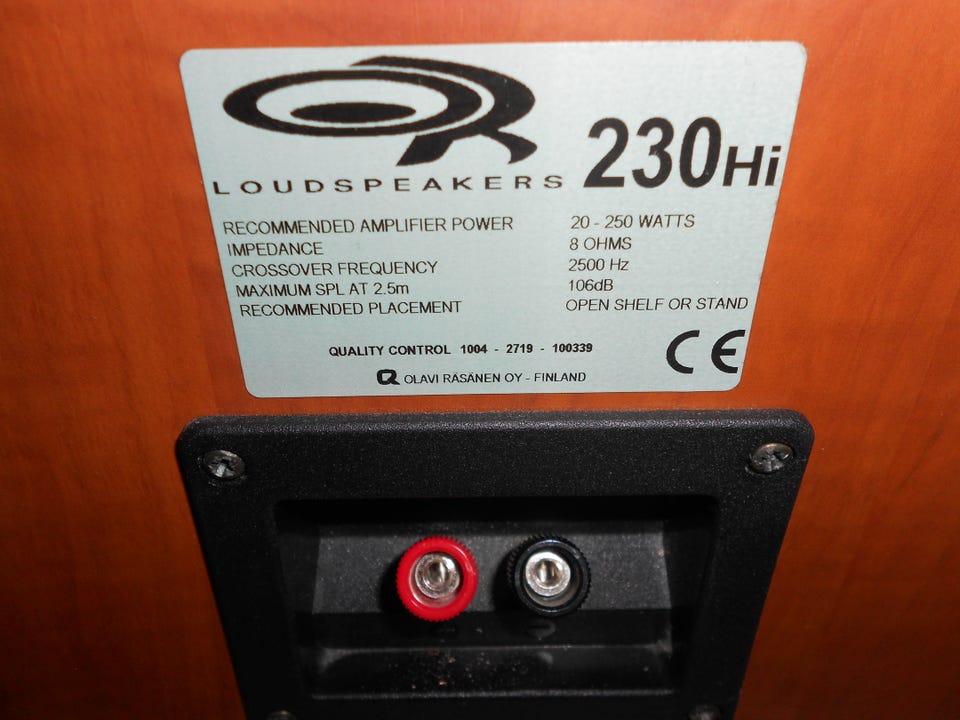 OR
LOUDSPEAKERS 230Hi
RECOMMENDED AMPLIFIER POWER 20 - 250 WATTS
IMPEDANCE 8 OHMS
CROSSOVER FREQUENCY 2500 Hz
MAXIMUM SPL AT 2.5m 106dB
RECOMMENDED PLACEMENT OPEN SHELF OR STAND
QUALITY CONTROL 1004 - 2719 - 100339
CE
OLAVI RÄSÄNEN OY - FINLAND